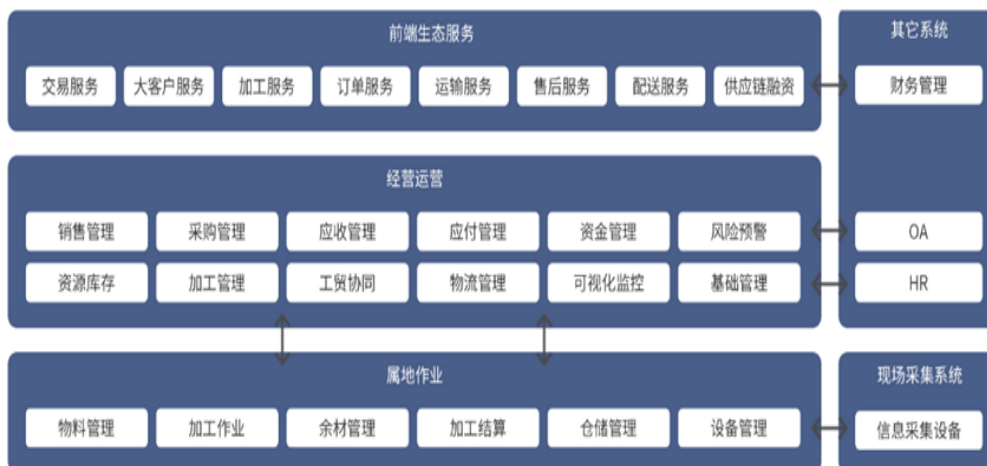 前端生态服务
交易服务 大客户服务 加工服务 订单服务 运输服务 售后服务 配送服务 供应链融资
其它系统
财务管理
经营运营
销售管理 采购管理 应收管理 应付管理 资金管理 风险预警
资源库存 加工管理 工贸协同 物流管理 可视化监控 基础管理
OA
HR
属地作业
物料管理 加工作业 余材管理 加工结算 仓储管理 设备管理
现场采集系统
信息采集设备